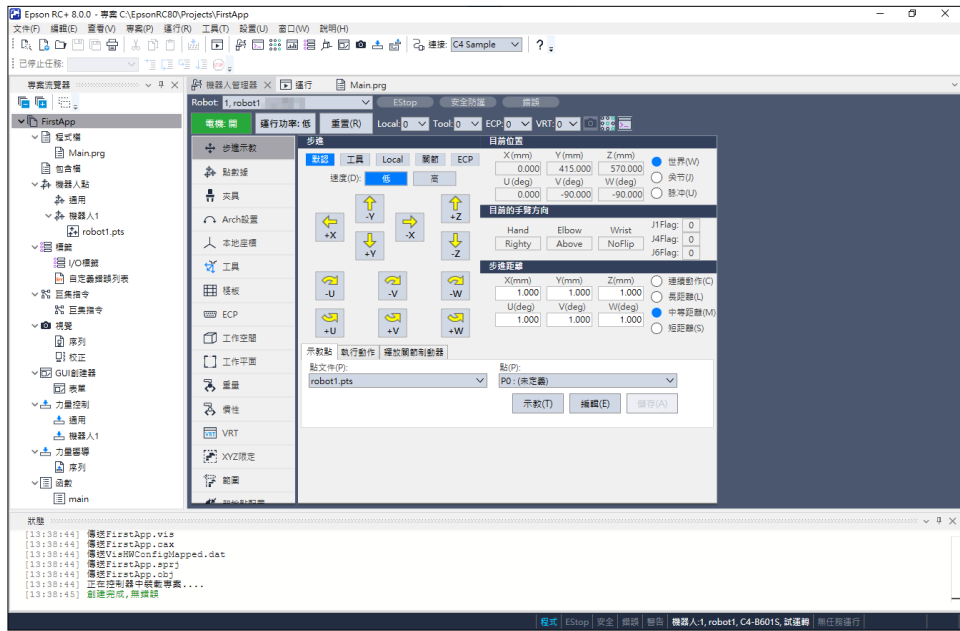 Epson RC+ 8.0.0 - 專案 C:\EpsonRC80\Projects\FirstApp
文件(F) 編輯(E) 查看(V) 專案(P) 運行(R) 工具(T) 設置(U) 窗口(W) 說明(H)
連接: C4 Sample
已停止任務:
專案流覽器
機器人管理器
運行
Main.prg
FirstApp
程式檔
Main.prg
包含檔
機器人點
通用
機器人1
robot1.pts
標籤
I/O標籤
自定義錯誤列表
巨集指令
巨集指令
視覺
序列
校正
GUI創建器
表單
力量控制
通用
機器人1
力量嚮導
序列
函數
main
Robot: 1, robot1
EStop 安全防護 錯誤
電機: 開 運行功率: 低 重置(R) Local: 0 Tool: 0 ECP: 0 VRT: 0
步進示教
點數據
夾具
Arch設置
本地座標
工具
棧板
ECP
工作空間
工作平面
重量
慣性
VRT
XYZ限定
範圍
步進
默認 工具 Local 關節 ECP
速度(D): 低 高
-Y
+Z
+X
-X
+Y
-Z
-U -V -W
+U +V +W
目前位置
X (mm) Y (mm) Z (mm)
0.000 415.000 570.000
U (deg) V (deg) W (deg)
0.000 -90.000 -90.000
世界(W)
关节(J)
脉冲(U)
目前的手臂方向
Hand Elbow Wrist
Righty Above NoFlip
J1Flag: 0
J4Flag: 0
J6Flag: 0
步進距離
X(mm) Y(mm) Z(mm)
1.000 1.000 1.000
U(deg) V(deg) W(deg)
1.000 1.000 1.000
連續動作(C)
長距離(L)
中等距離(M)
短距離(S)
示教點 執行動作 釋放關節制動器
點文件(P):
robot1.pts
點(P):
P0 : (未定義)
示教(T) 編輯(E) 儲存(A)
狀態
[13:38:44] 傳送FirstApp.vis
[13:38:44] 傳送FirstApp.cax
[13:38:44] 傳送VisHWConfigMapped.dat
[13:38:44] 傳送FirstApp.sprj
[13:38:44] 傳送FirstApp.obj
[13:38:44] 正在控制器中裝載專案....
[13:38:45] 創建完成,無錯誤
程式 EStop 安全 錯誤 警告 機器人:1, robot1, C4-B601S, 試運轉 無任務運行